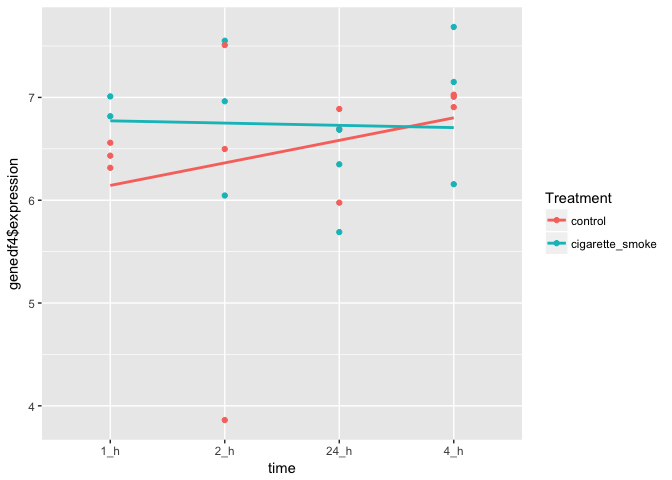 7
6
5
4
genedf4$expression
1_h
2_h
24_h
4_h
time
Treatment
control
cigarette_smoke